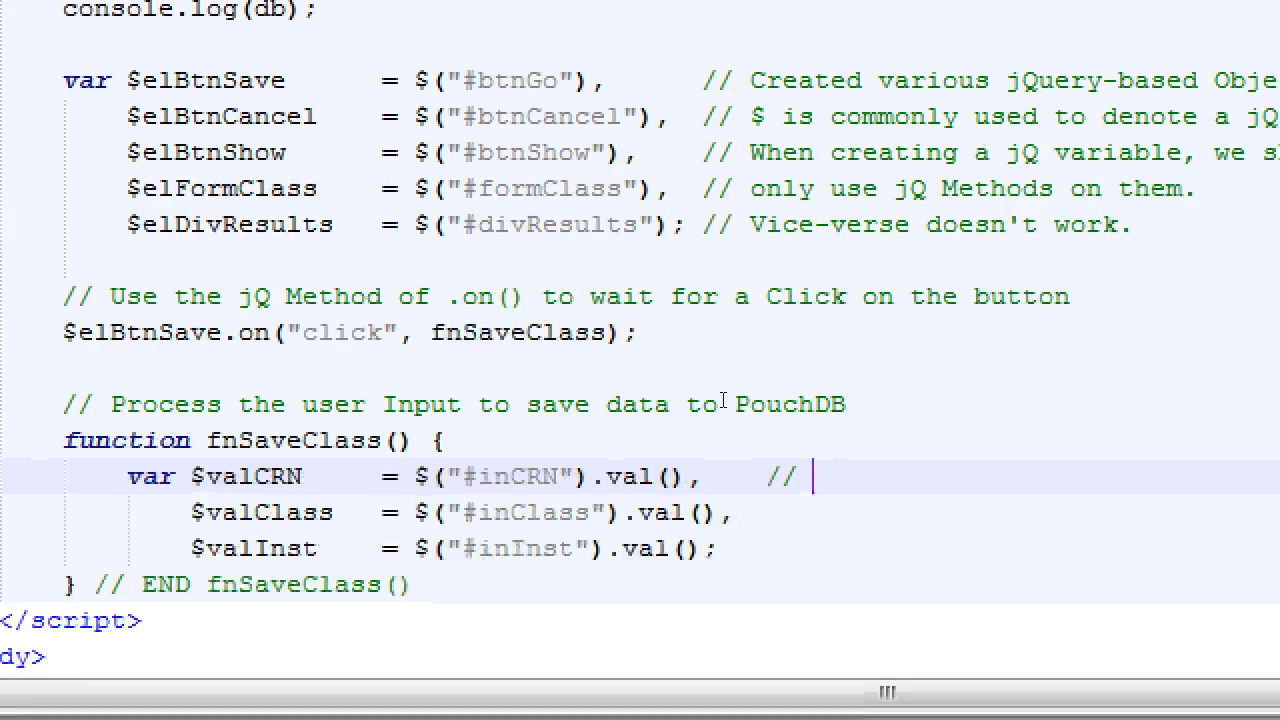 console.log(db);
var $elBtnSave = $("#btnGo"), // Created various jQuery-based
$elBtnCancel = $("#btnCancel"), // $ is commonly used to denote a
$elBtnShow = $("#btnShow"), // When creating a jQ variable, we
$elFormClass = $("#formClass"), // only use jQ Methods on them.
$elDivResults = $("#divResults"); // Vice-verse doesn't work.
// Use the jQ Method of .on() to wait for a Click on the button
$elBtnSave.on("click", fnSaveClass);
// Process the user Input to save data to PouchDB
function fnSaveClass() {
var $valCRN = $("#inCRN").val(), //
$valClass = $("#inClass").val(),
$valInst = $("#inInst").val();
} // END fnSaveClass()
</script>
dy>